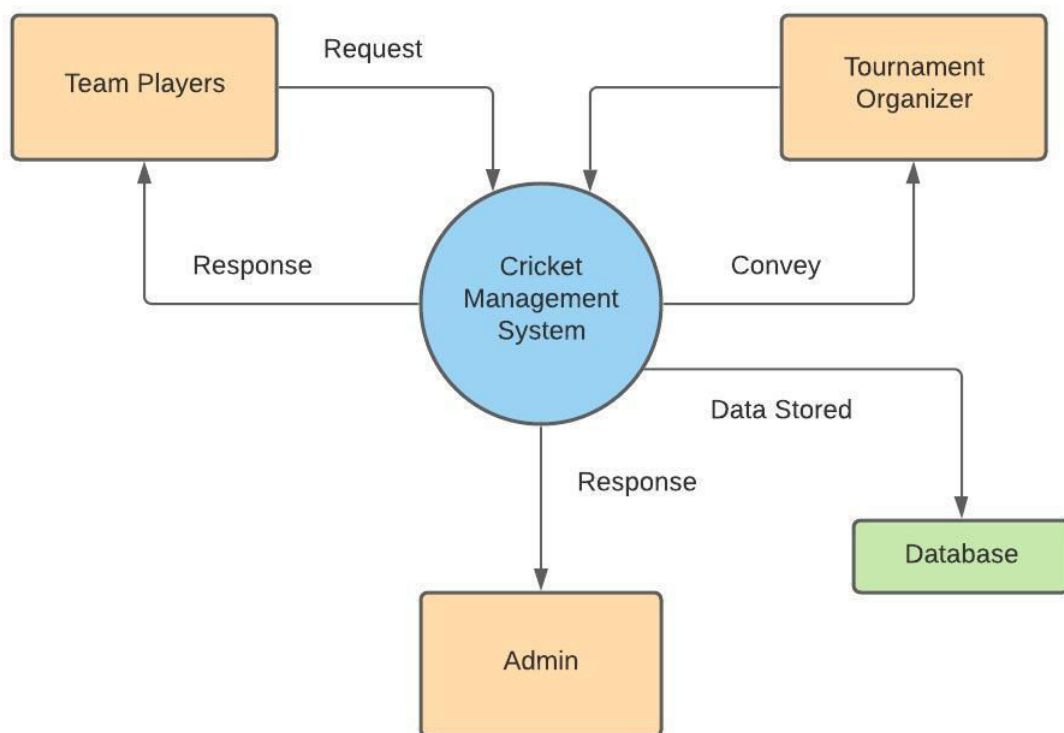 Request
Team Players
Tournament
Organizer
Response
Cricket
Management
System
Convey
Data Stored
Response
Database
Admin